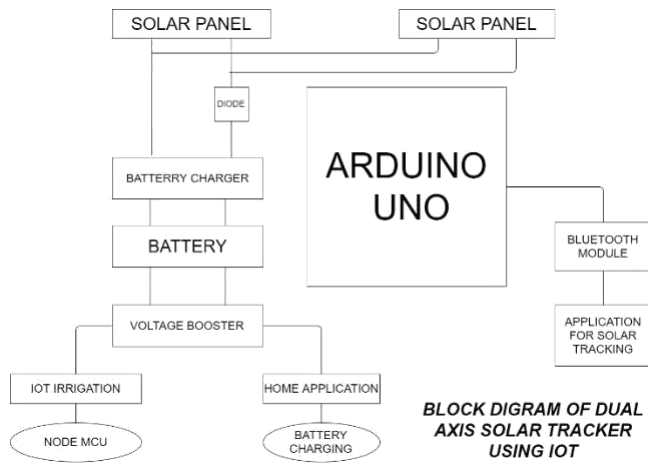 SOLAR PANEL
SOLAR PANEL
DIODE
ARDUINO
UNO
BATTERRY CHARGER
BATTERY
BLUETOOTH
MODULE
VOLTAGE BOOSTER
APPLICATION
FOR SOLAR
TRACKING
IOT IRRIGATION
HOME APPLICATION
NODE MCU
BATTERY
CHARGING
BLOCK DIGRAM OF DUAL
AXIS SOLAR TRACKER
USING IOT